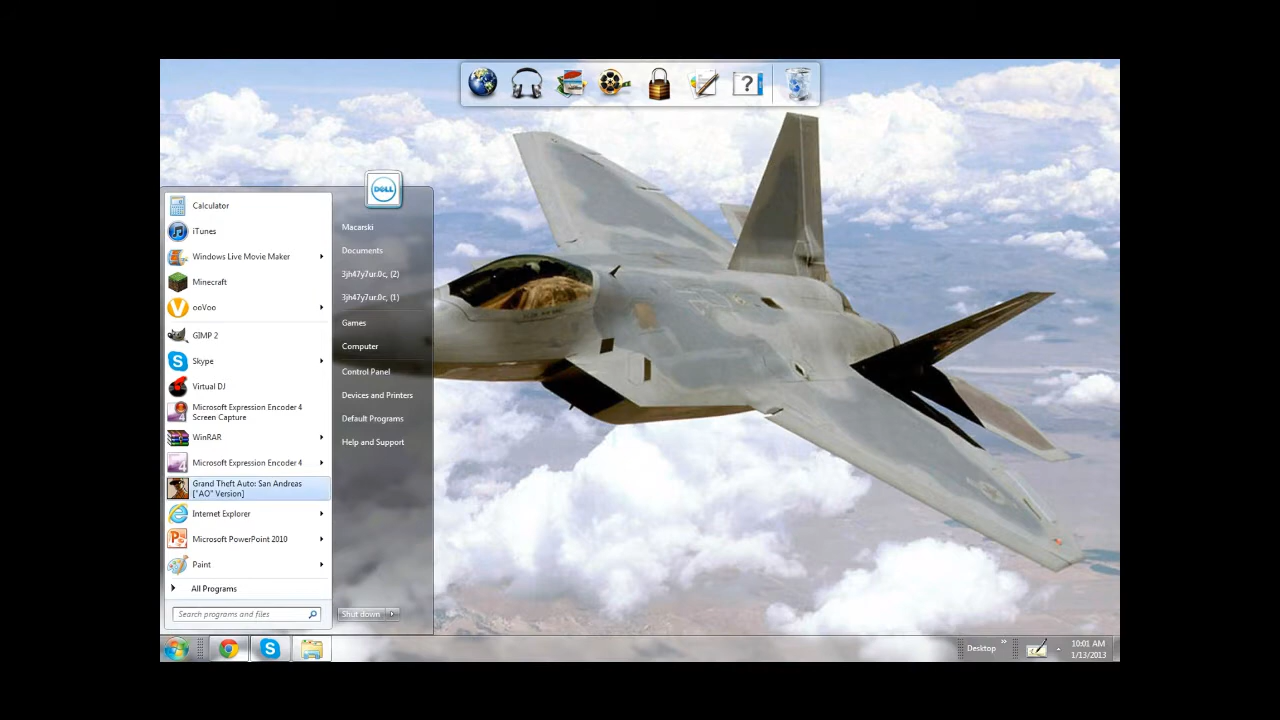 Calculator
iTunes
Windows Live Movie Maker
Minecraft
ooVoo
GIMP 2
Skype
Virtual DJ
Microsoft Expression Encoder 4
Screen Capture
WinRAR
Microsoft Expression Encoder 4
Grand Theft Auto: San Andreas
["AO" Version]
Internet Explorer
Microsoft PowerPoint 2010
Paint
All Programs
Search programs and files
DELL
Macarski
Documents
3jh47y7ur.0c, (2)
3jh47y7ur.0c, (1)
Games
Computer
Control Panel
Devices and Printers
Default Programs
Help and Support
Shut down
Desktop
10:01 AM
1/13/2013